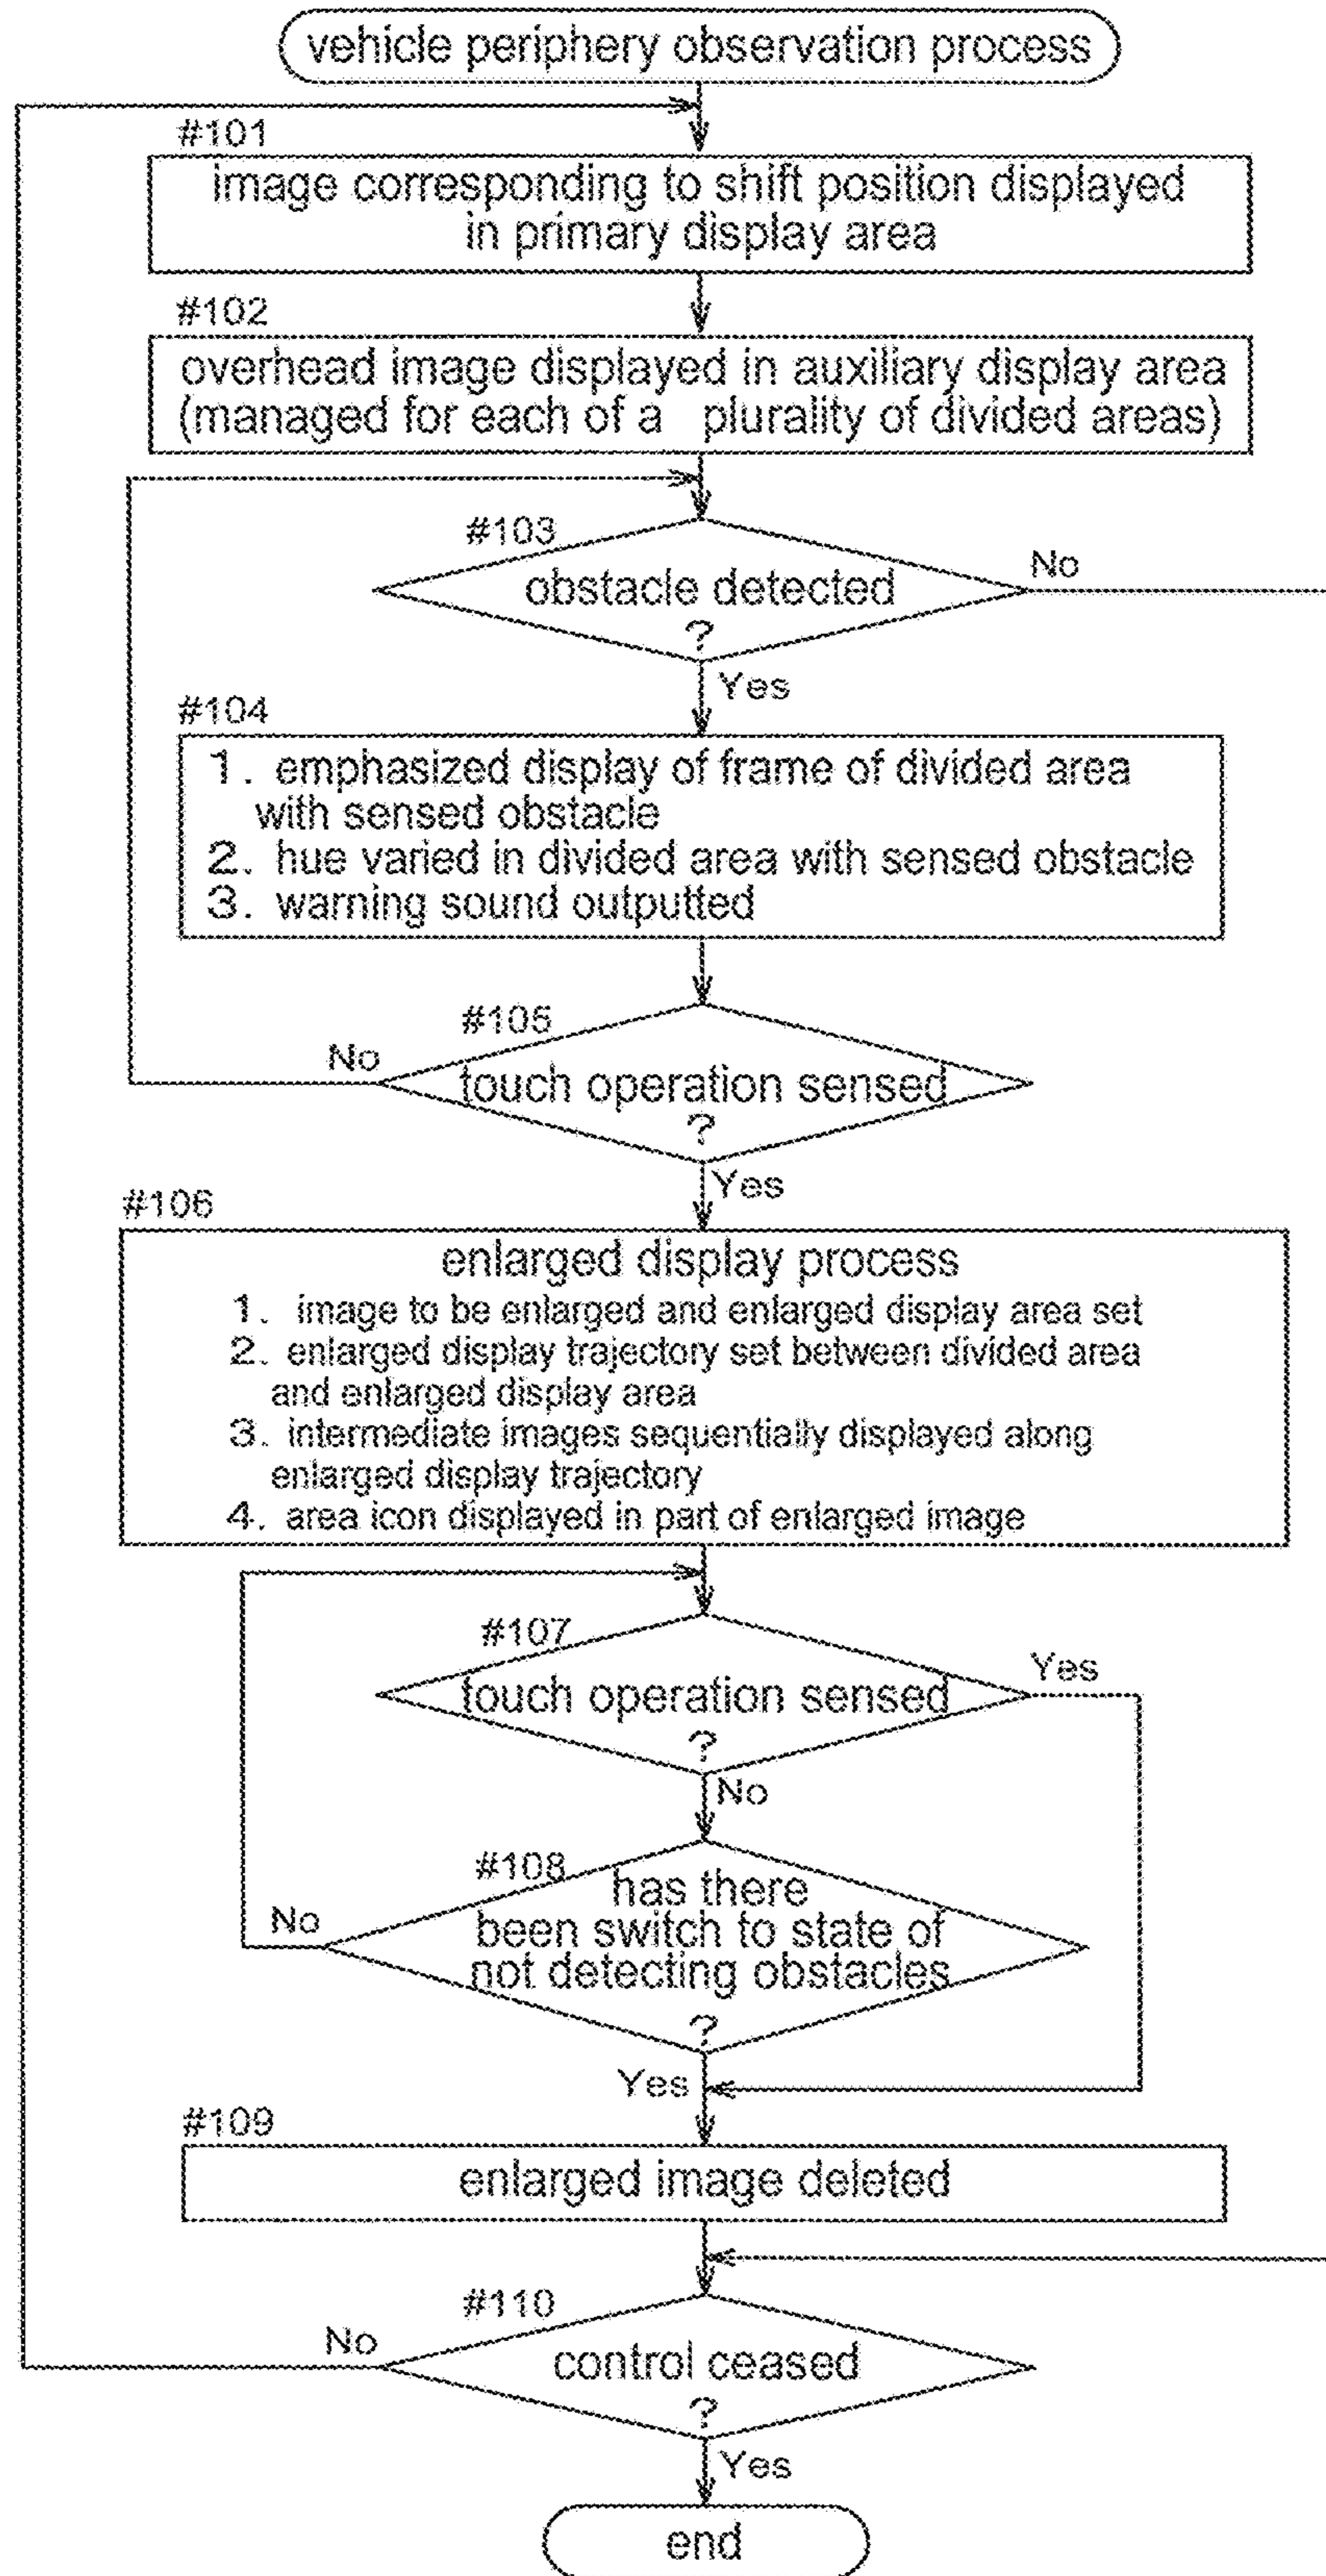 vehicle periphery observation process
#101
image corresponding to shift position displayed
in primary display area
#102
overhead image displayed in auxiliary display area
(managed for each of a plurality of divided areas)
#103
obstacle detected
?
No
Yes
#104
1. emphasized display of frame of divided area
with sensed obstacle
2. hue varied in divided area with sensed obstacle
3. warning sound outputted
#105
No
touch operation sensed
?
Yes
#106
enlarged display process
1. image to be enlarged and enlarged display area set
2. enlarged display trajectory set between divided area
and enlarged display area
3. intermediate images sequentially displayed along
enlarged display trajectory
4. area icon displayed in part of enlarged image
#107
Yes
touch operation sensed
?
No
#108
has there
No
been switch to state of
not detecting obstacles
?
Yes
#109
enlarged image deleted
#110
No
control ceased
?
Yes
end